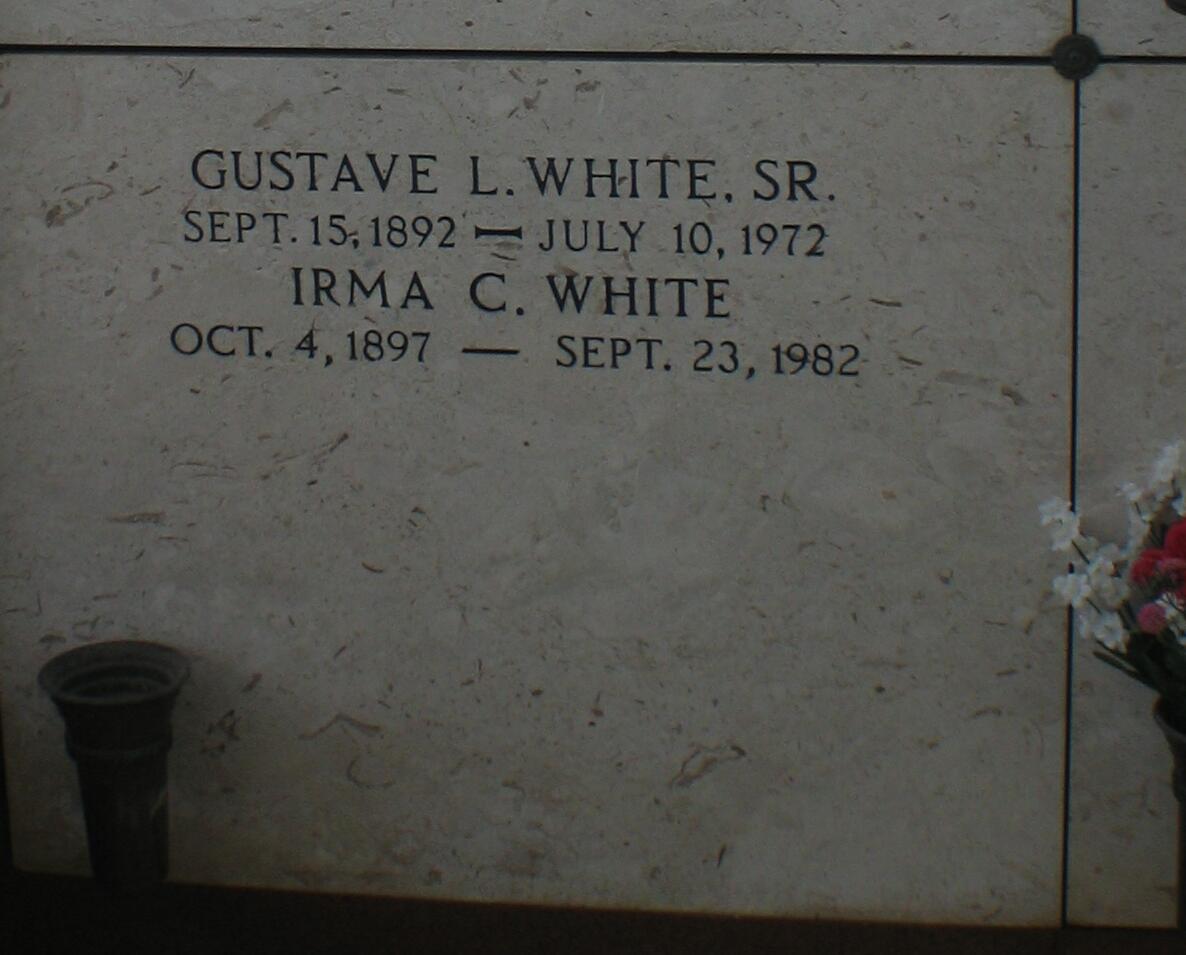 GUSTAVE L. WHITE, SR.
SEPT. 15, 1892 — JULY 10, 1972
IRMA C. WHITE
OCT. 4, 1897 — SEPT. 23, 1982